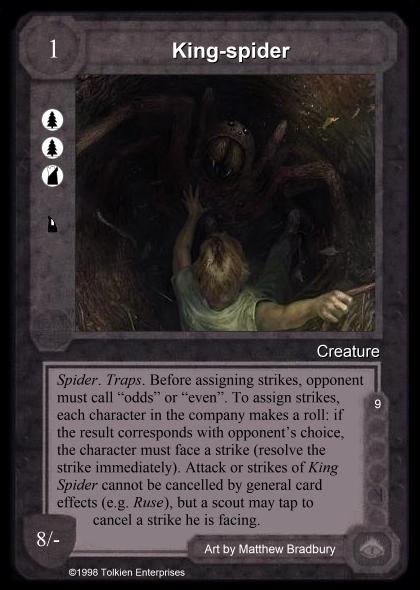 1
King-spider
Creature
Spider. Traps. Before assigning strikes, opponent
must call “odds” or “even”. To assign strikes,
each character in the company makes a roll: if
the result corresponds with opponent's choice,
the character must face a strike (resolve the
strike immediately). Attack or strikes of King
Spider cannot be cancelled by general card
effects (e.g. Ruse), but a scout may tap to
cancel a strike he is facing.
9
8/-
Art by Matthew Bradbury
©1998 Tolkien Enterprises